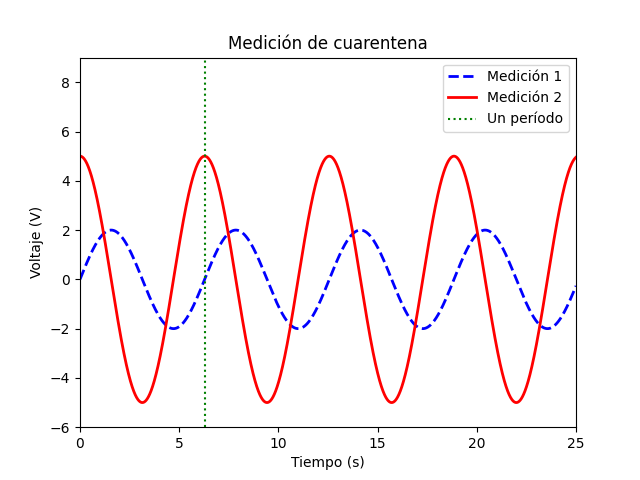 Medición de cuarentena
Medición 1
Medición 2
Un período
Voltaje (V)
8
6
4
2
0
−2
−4
−6
0 5 10 15 20 25
Tiempo (s)